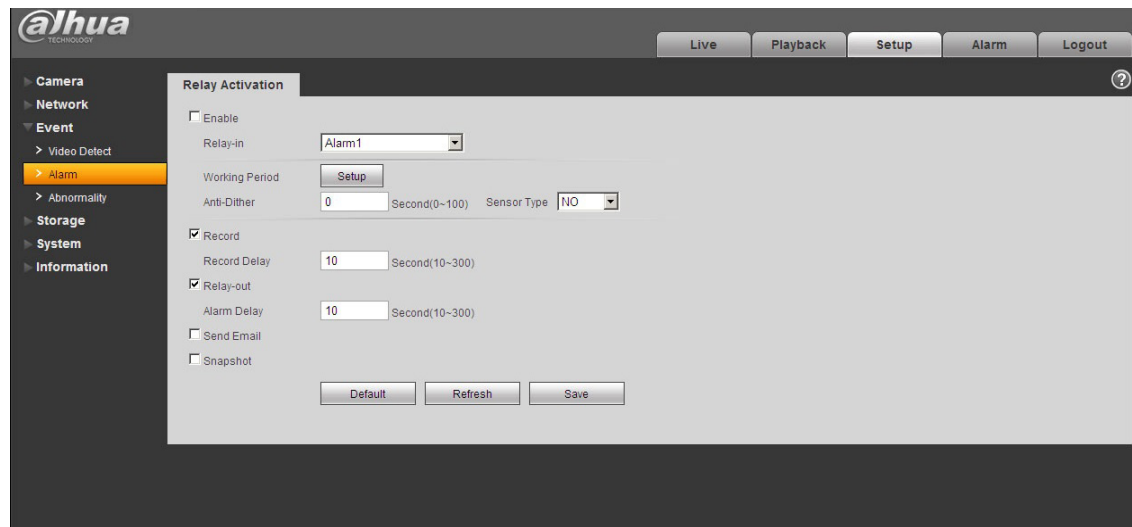 alhua
TECHNOLOGY
Live Playback Setup Alarm Logout
Camera
Network
Event
> Video Detect
> Alarm
> Abnormality
Storage
System
Information
Relay Activation
?
Enable
Relay-in Alarm1
Working Period Setup
Anti-Dither 0 Second(0~100) Sensor Type NO
Record
Record Delay 10 Second(10~300)
Relay-out
Alarm Delay 10 Second(10~300)
Send Email
Snapshot
Default Refresh Save